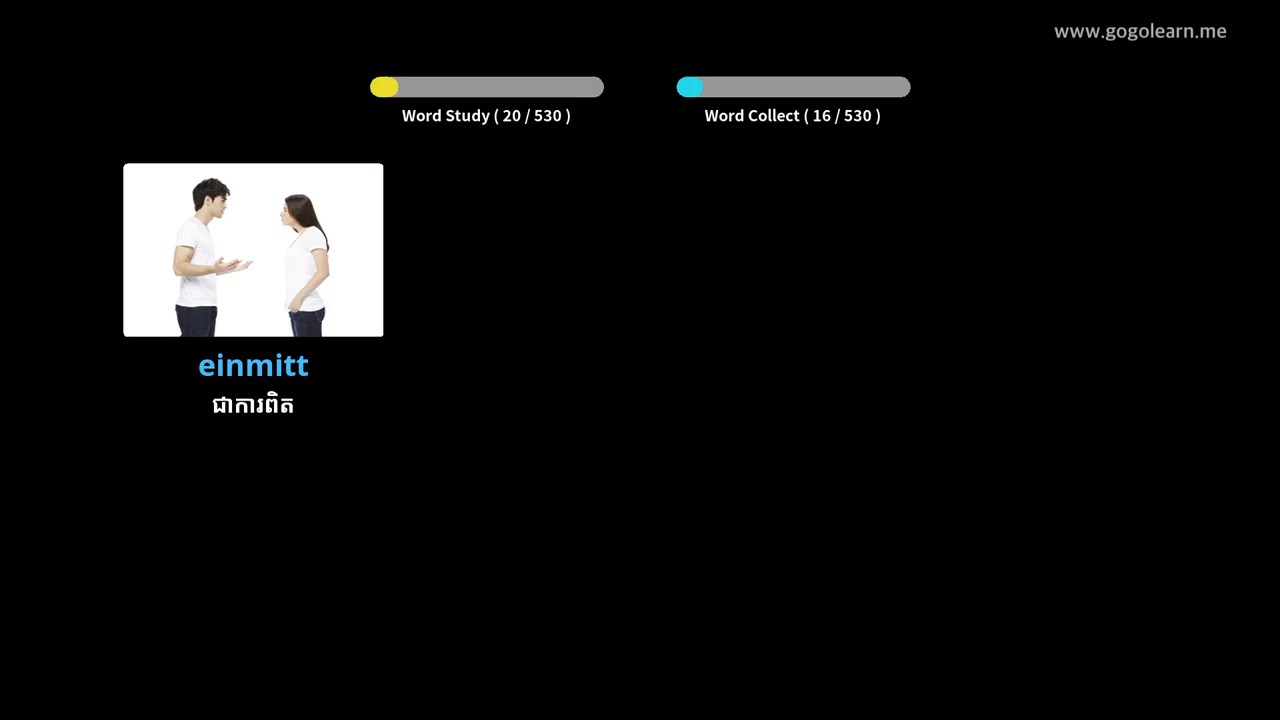 www.gogolearn.me
Word Study ( 20 / 530 )
Word Collect ( 16 / 530 )
einmitt
ជាការពិត